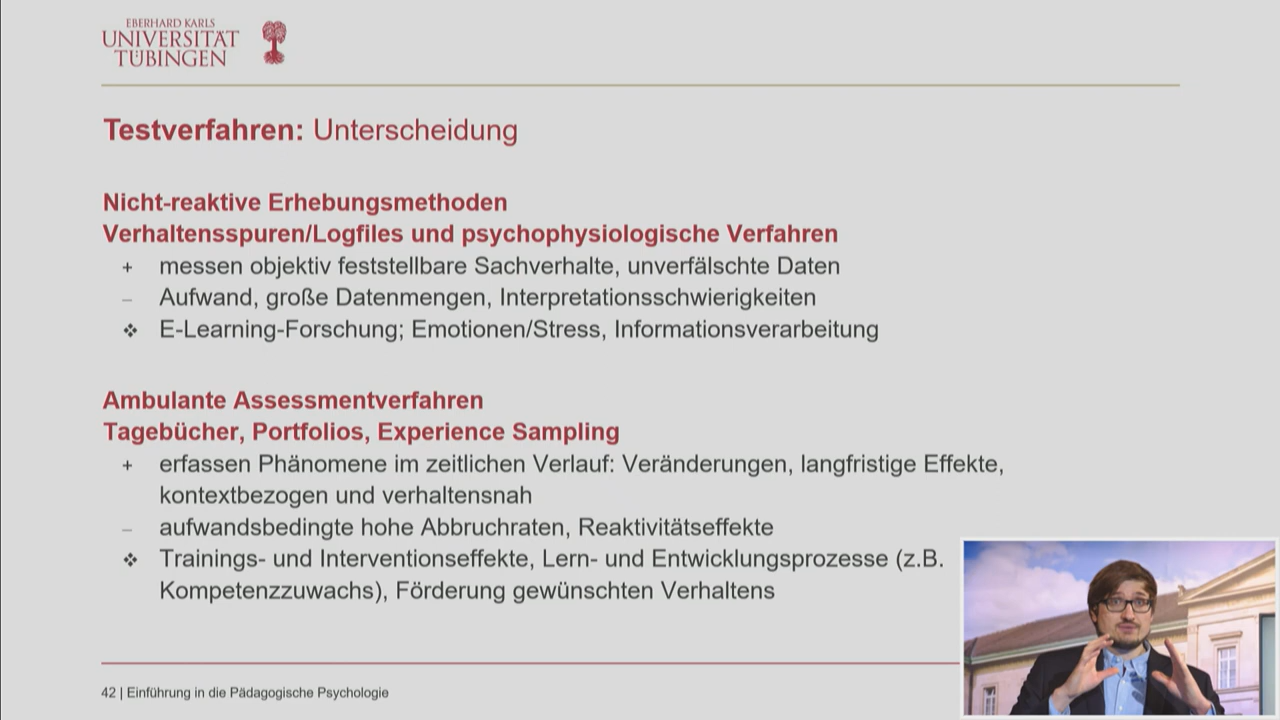 EBERHARD KARLS
UNIVERSITÄT
TÜBINGEN
Testverfahren: Unterscheidung
Nicht-reaktive Erhebungsmethoden
Verhaltensspuren/Logfiles und psychophysiologische Verfahren
+ messen objektiv feststellbare Sachverhalte, unverfälschte Daten
– Aufwand, große Datenmengen, Interpretationsschwierigkeiten
❖ E-Learning-Forschung; Emotionen/Stress, Informationsverarbeitung
Ambulante Assessmentverfahren
Tagebücher, Portfolios, Experience Sampling
+ erfassen Phänomene im zeitlichen Verlauf: Veränderungen, langfristige Effekte,
kontextbezogen und verhaltensnah
– aufwandsbedingte hohe Abbruchraten, Reaktivitätseffekte
❖ Trainings- und Interventionseffekte, Lern- und Entwicklungsprozesse (z.B.
Kompetenzzuwachs), Förderung gewünschten Verhaltens
42 | Einführung in die Pädagogische Psychologie